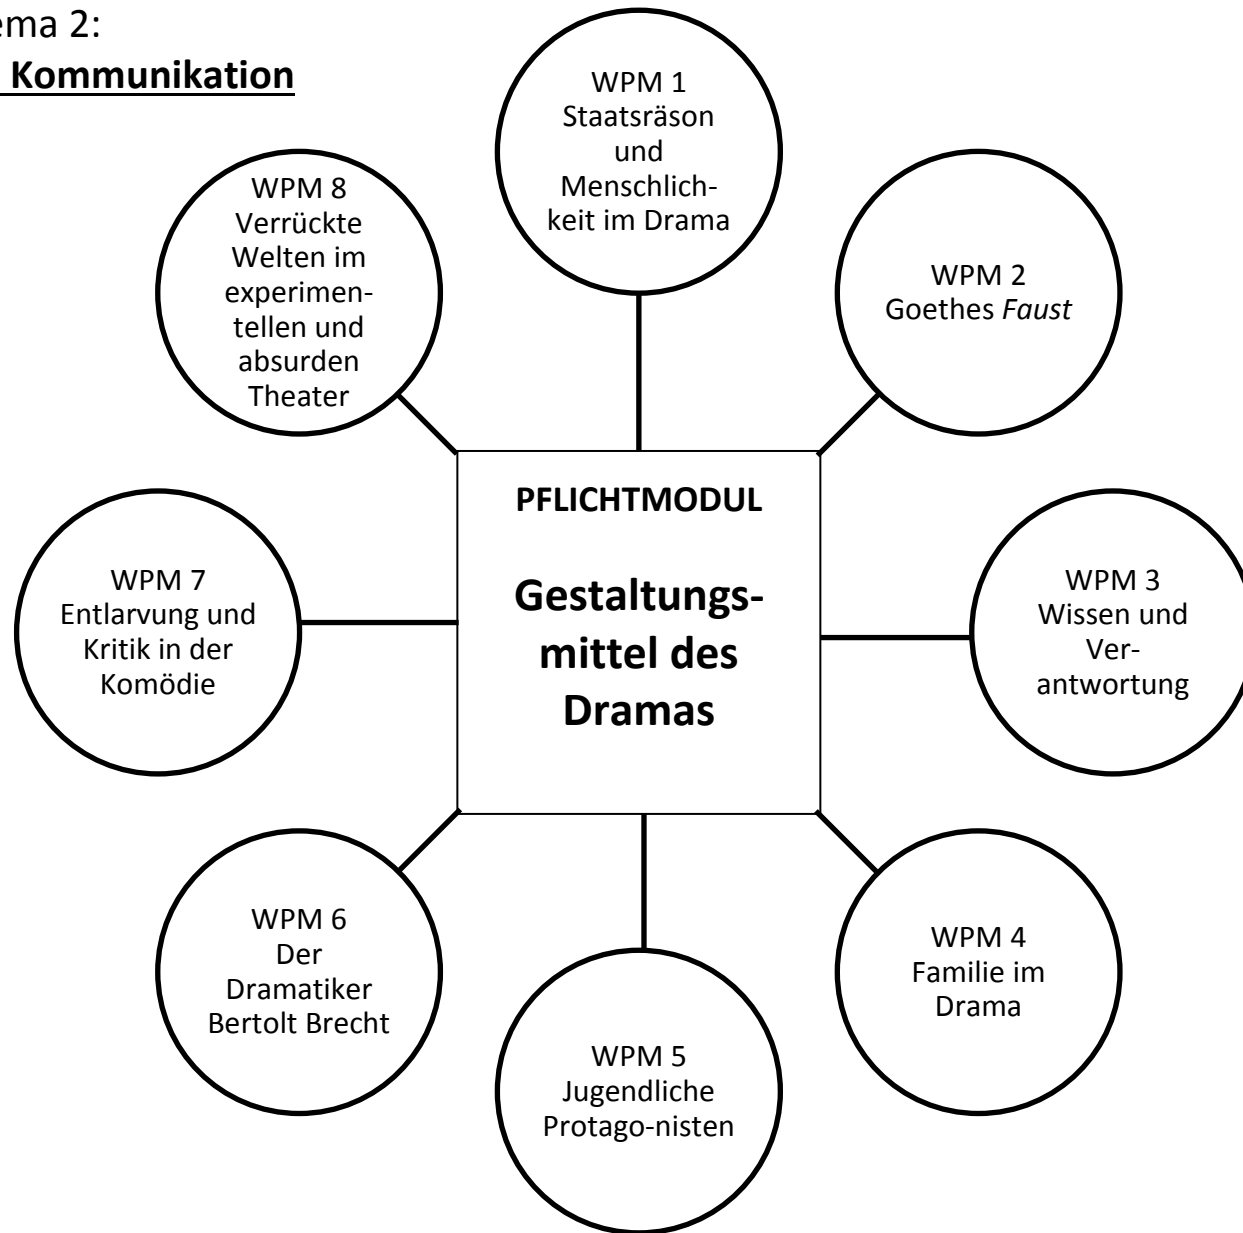 ema 2:
Kommunikation
WPM 1
Staatsräson
und
Menschlich-
keit im Drama
WPM 2
Goethes Faust
WPM 3
Wissen und
Ver-
antwortung
WPM 4
Familie im
Drama
WPM 5
Jugendliche
Protago-nisten
WPM 6
Der
Dramatiker
Bertolt Brecht
WPM 7
Entlarvung und
Kritik in der
Komödie
WPM 8
Verrückte
Welten im
experimen-
tellen und
absurden
Theater
PFLICHTMODUL
Gestaltungs-
mittel des
Dramas